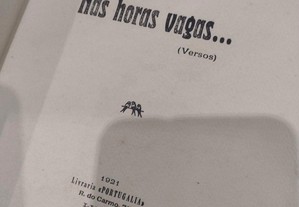 Nas horas vagas...
(Versos)
1921
Livraria «PORTUGALIA»
R. do Carmo,